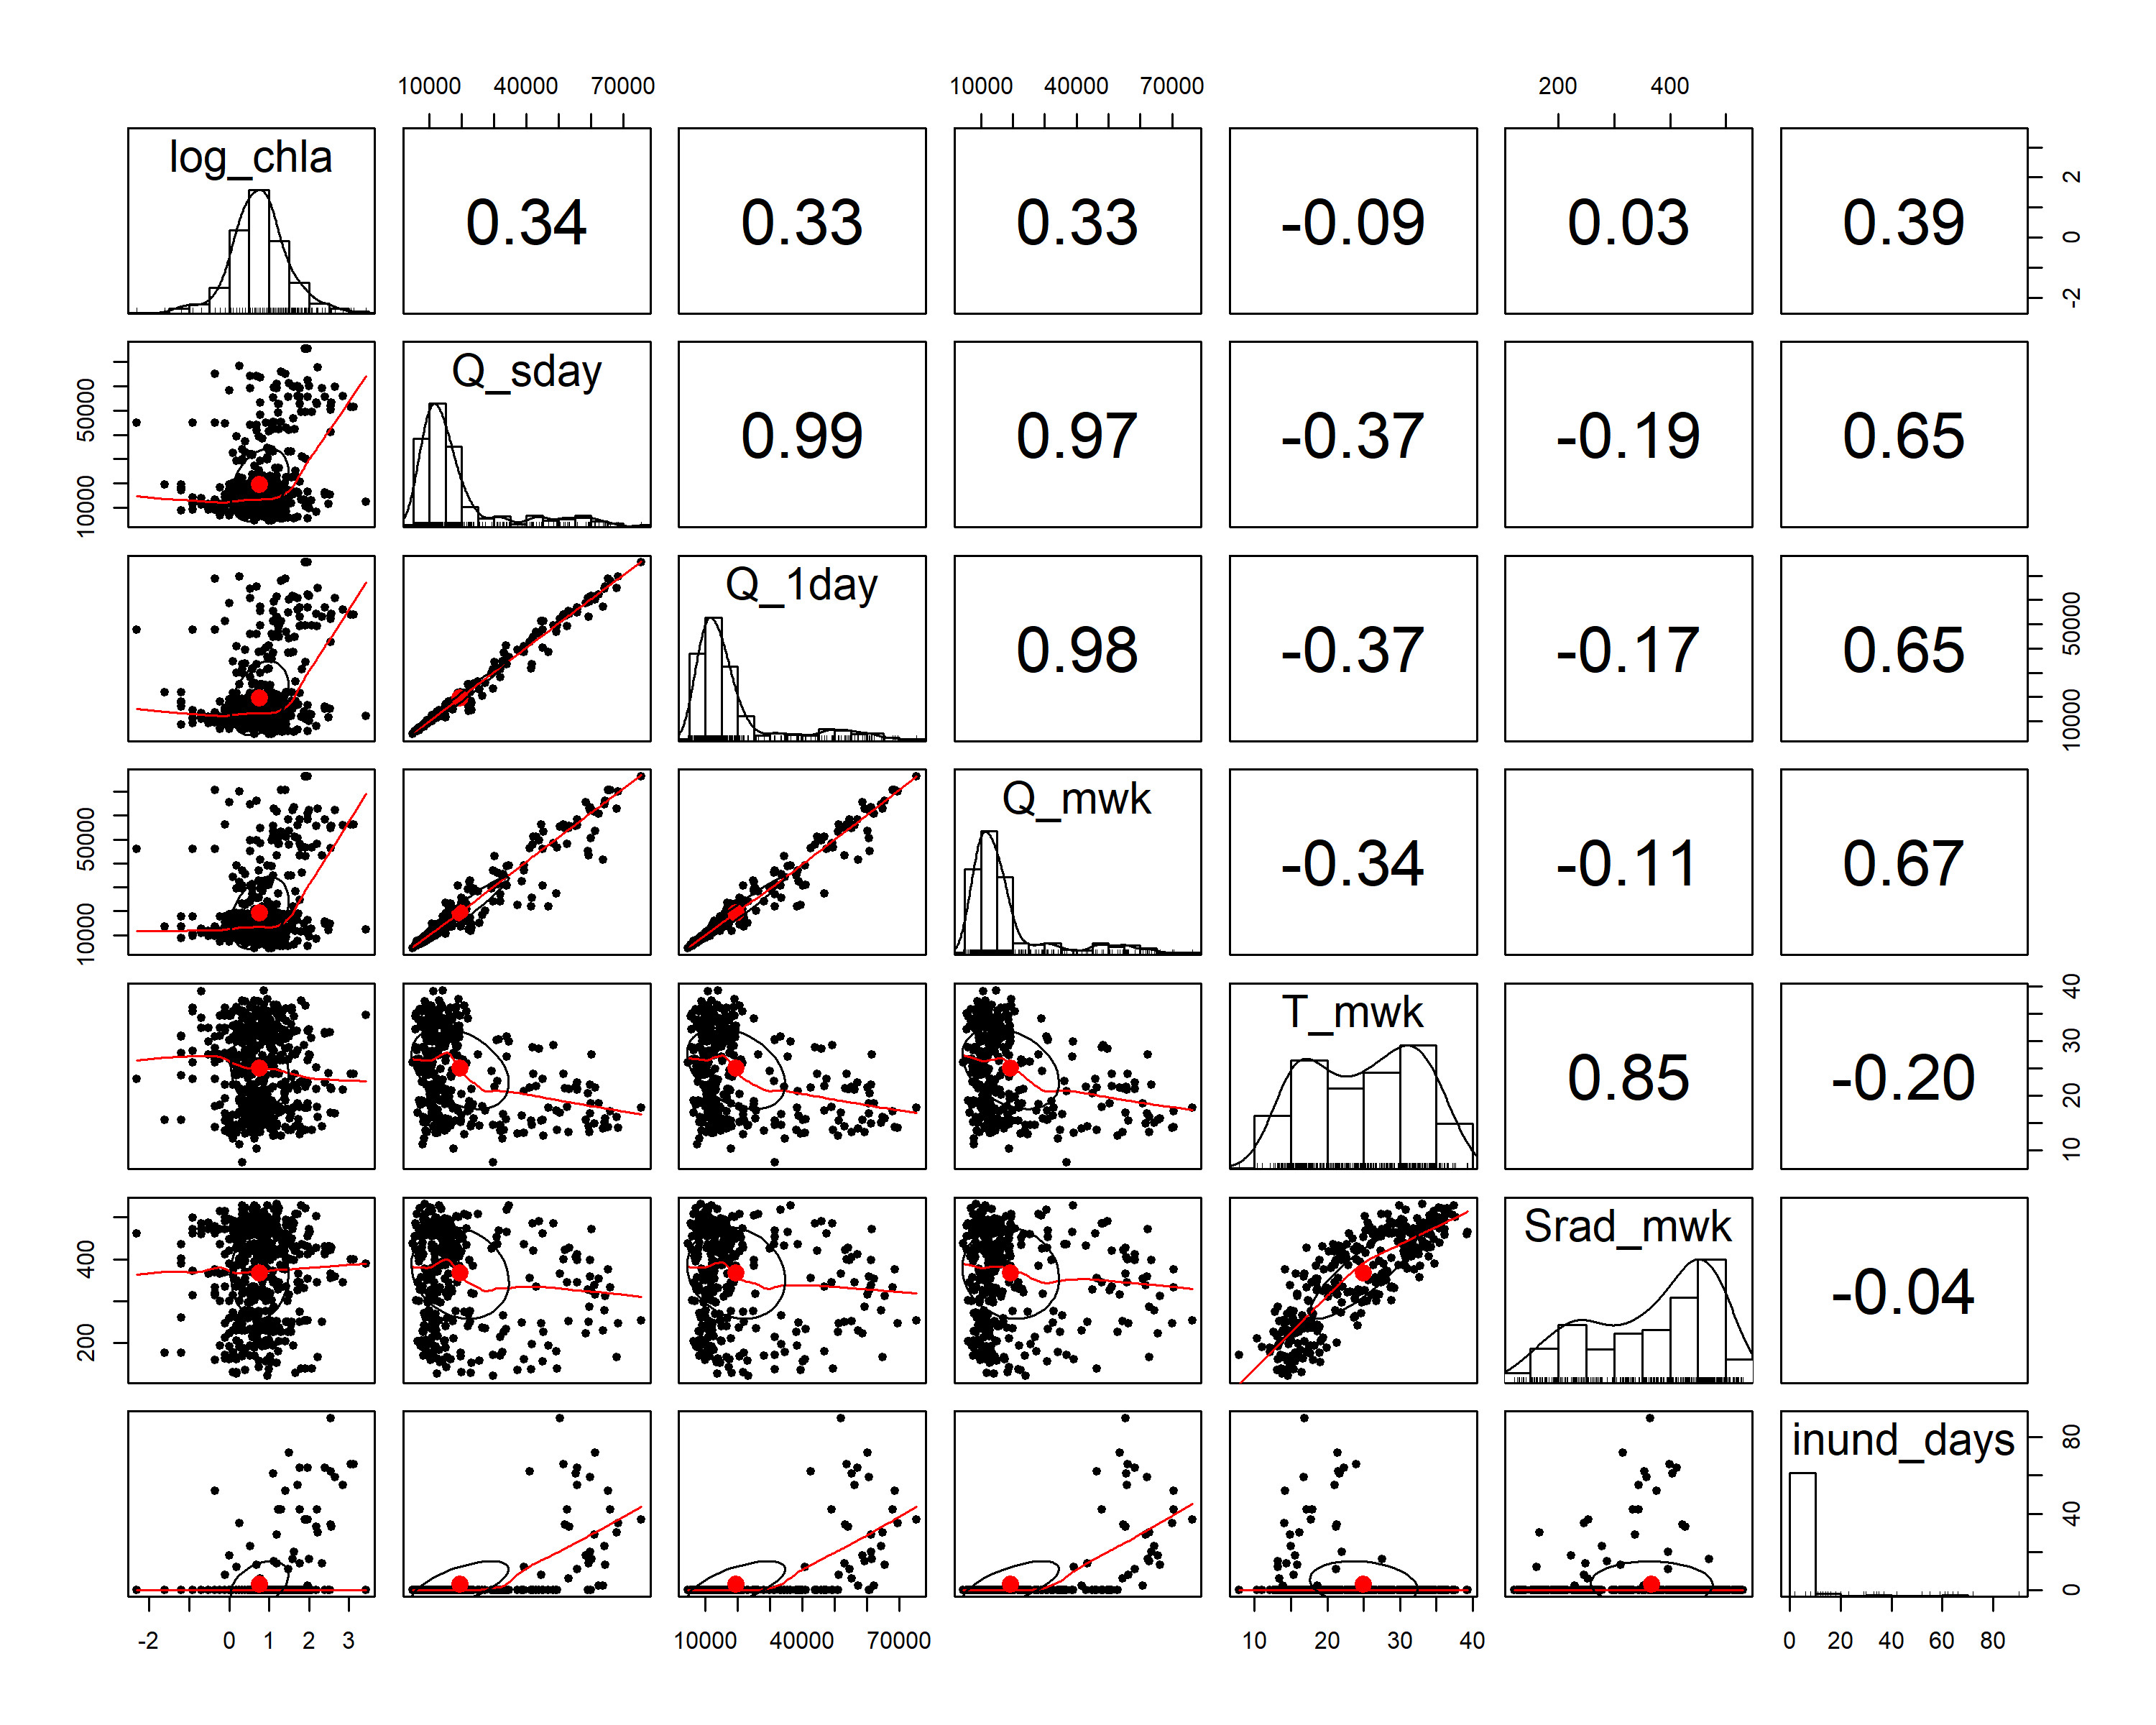 10000 40000 70000 10000 40000 70000 200 400
log_chla 0.34 0.33 0.33 -0.09 0.03 0.39 -2 0 2
10000 50000 Q_sday 0.99 0.97 -0.37 -0.19 0.65
Q_1day 0.98 -0.37 -0.17 0.65 10000 50000
10000 50000 Q_mwk -0.34 -0.11 0.67
T_mwk 0.85 -0.20 10 20 30 40
200 400 Srad_mwk -0.04
inund_days 0 40 80
-2 0 1 2 3 10000 40000 70000 10 20 30 40 0 20 40 60 80